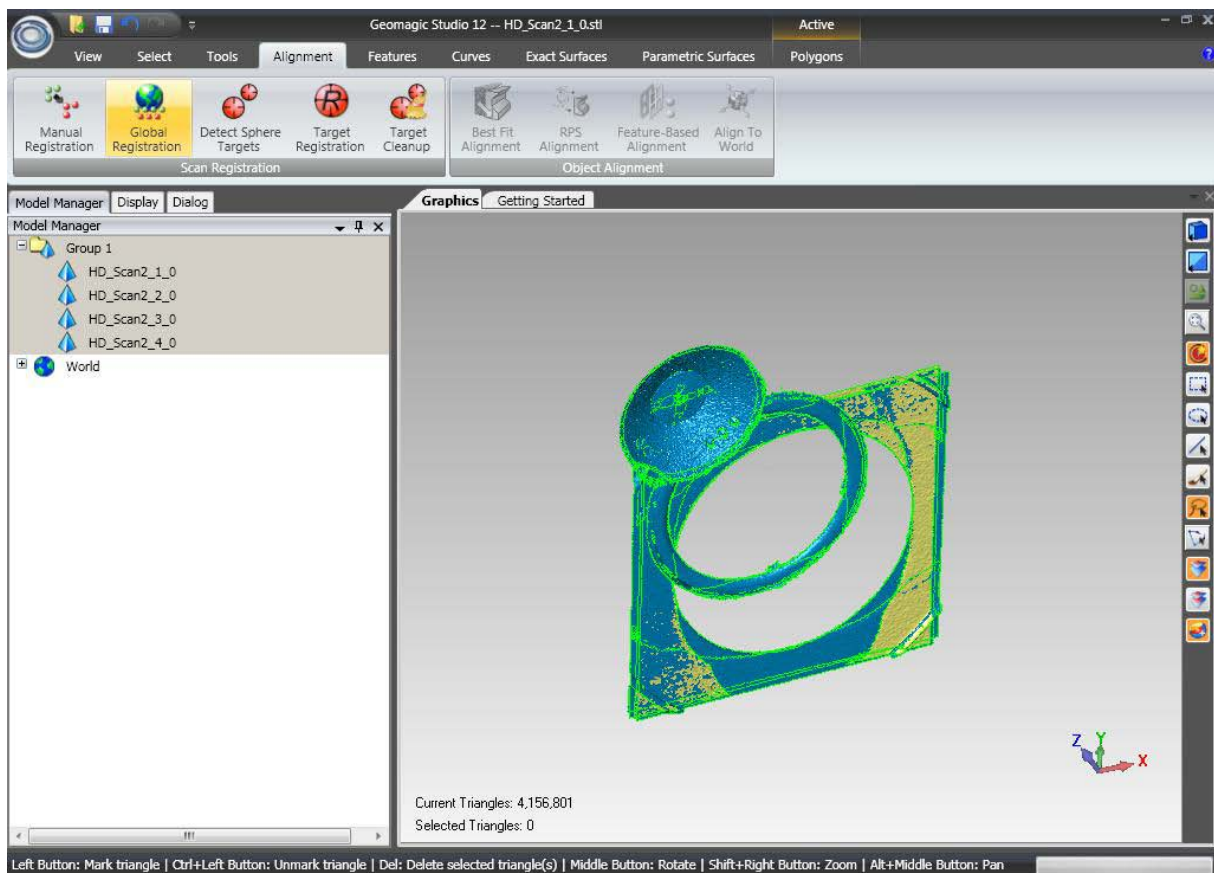 Geomagic Studio 12 -- HD_Scan2_1_0.stl
Active
View Select Tools Alignment Features Curves Exact Surfaces Parametric Surfaces Polygons
Manual Registration
Global Registration
Detect Sphere Targets
Target Registration
Target Cleanup
Best Fit Alignment
RPS Alignment
Feature-Based Alignment
Align To World
Scan Registration
Object Alignment
Model Manager Display Dialog
Graphics Getting Started
Model Manager
Group 1
HD_Scan2_1_0
HD_Scan2_2_0
HD_Scan2_3_0
HD_Scan2_4_0
World
Z Y X
Current Triangles: 4,156,801
Selected Triangles: 0
Left Button: Mark triangle | Ctrl+Left Button: Unmark triangle | Del: Delete selected triangle(s) | Middle Button: Rotate | Shift+Right Button: Zoom | Alt+Middle Button: Pan